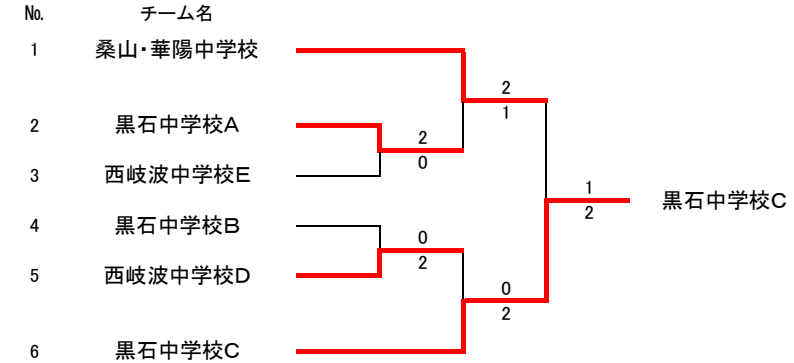 № チーム名
1 桑山・華陽中学校
2
1
2 黒石中学校A
2
0
3 西岐波中学校E
1
2
黒石中学校C
4 黒石中学校B
0
2
5 西岐波中学校D
0
2
6 黒石中学校C